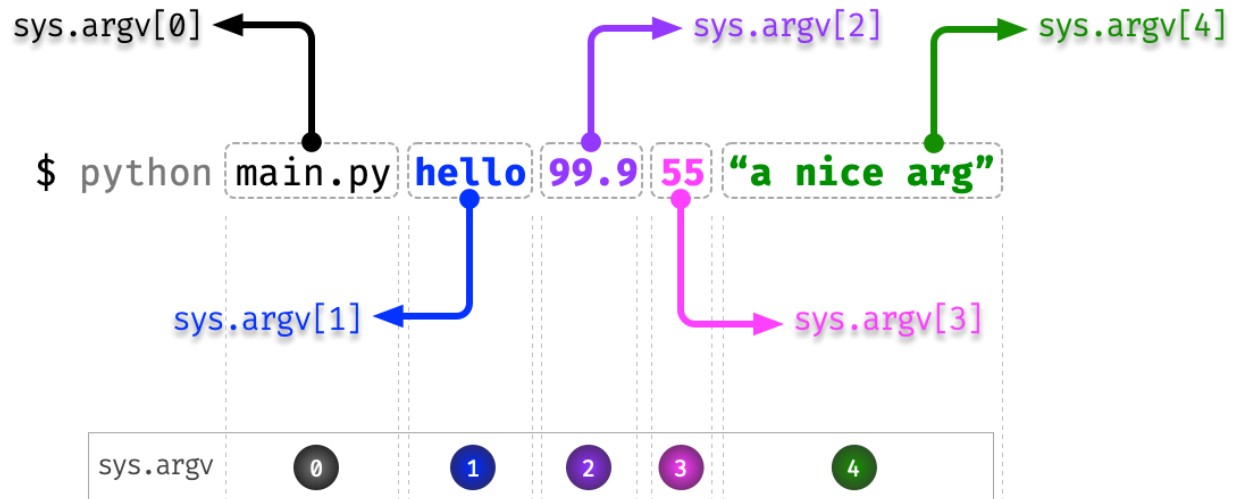 sys.argv[0] sys.argv[2] sys.argv[4]
$ python main.py hello 99.9 55 “a nice arg”
sys.argv[1] sys.argv[3]
sys.argv 0 1 2 3 4